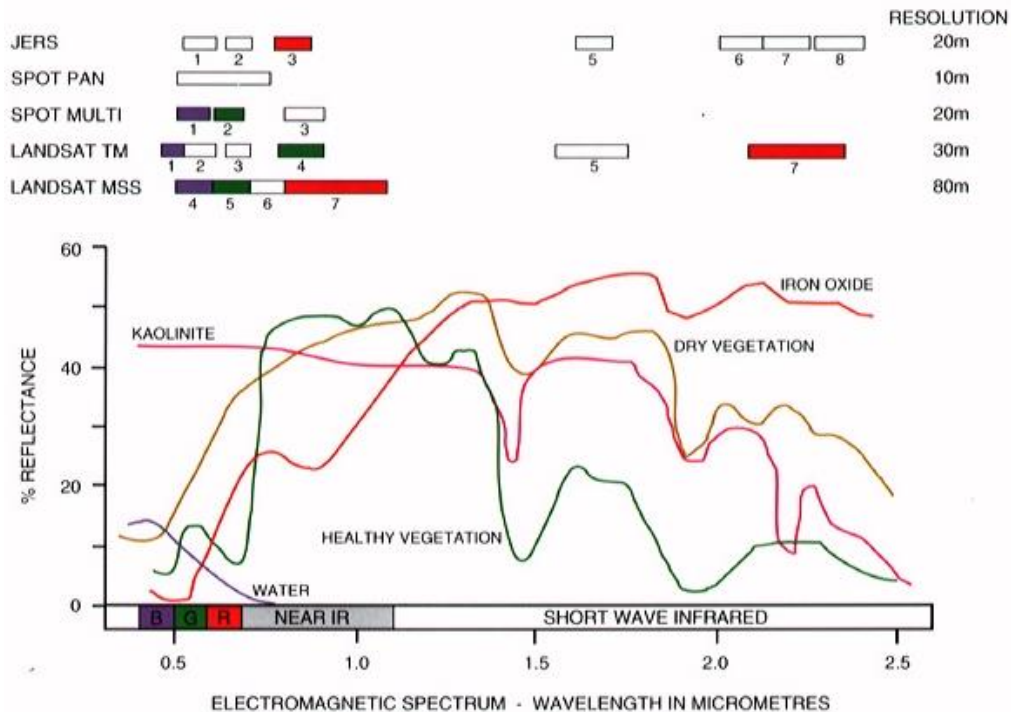 RESOLUTION
JERS 1 2 3 5 6 7 8 20m
SPOT PAN 10m
SPOT MULTI 1 2 3 20m
LANDSAT TM 1 2 3 4 5 7 30m
LANDSAT MSS 4 5 6 7 80m
60
40
20
0
% REFLECTANCE
KAOLINITE
IRON OXIDE
DRY VEGETATION
HEALTHY VEGETATION
WATER
B G R NEAR IR SHORT WAVE INFRARED
0.5 1.0 1.5 2.0 2.5
ELECTROMAGNETIC SPECTRUM - WAVELENGTH IN MICROMETRES